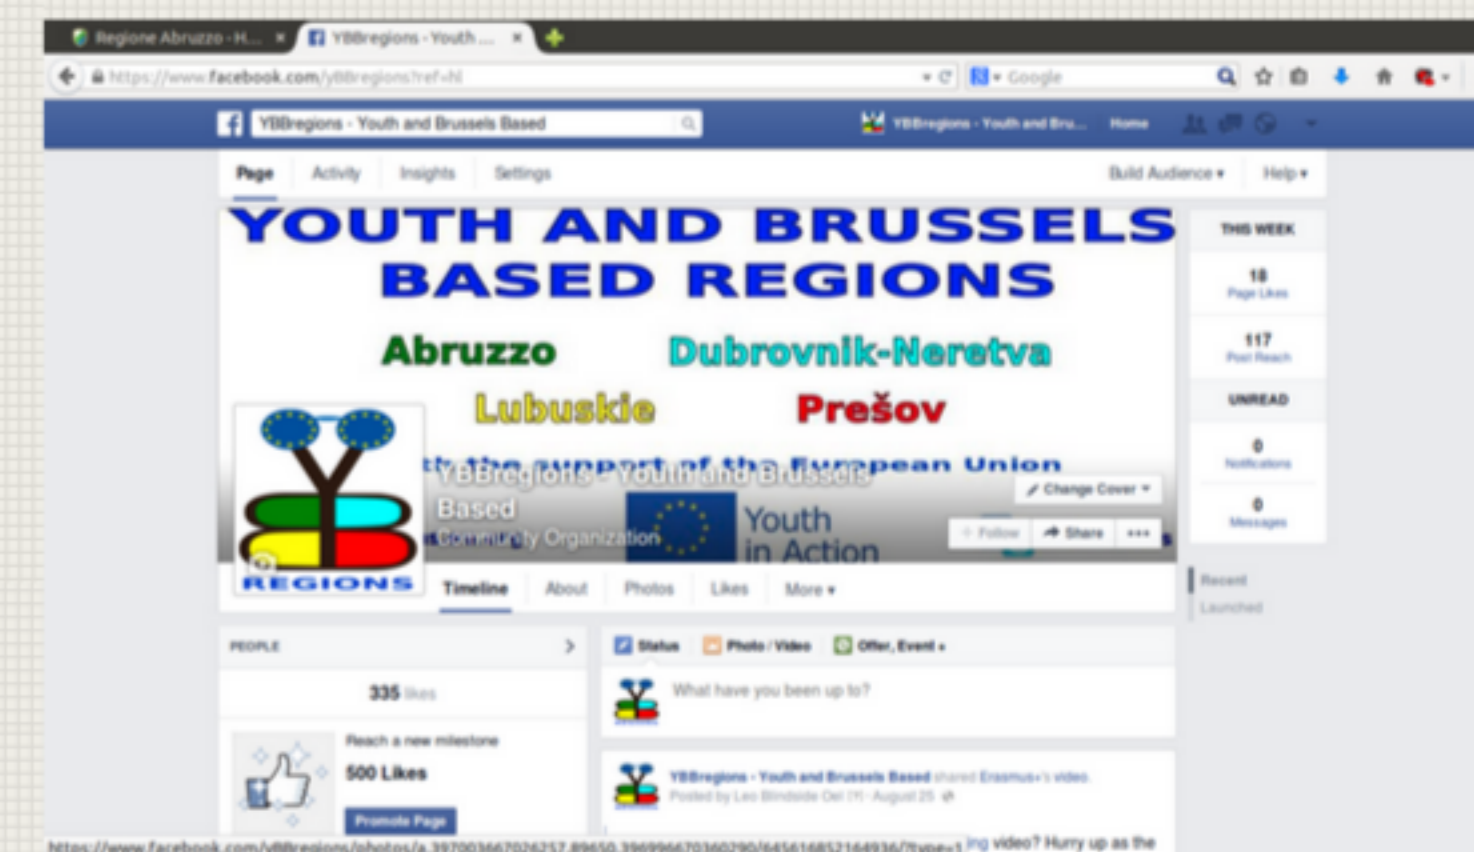 Regione Abruzzo - H... × YBBregions - Youth ... ×
https://www.facebook.com/yBBregions?ref=hl Google
YBBregions - Youth and Brussels Based YBBregions - Youth and Bru... Home
Page Activity Insights Settings Build Audience Help
YOUTH AND BRUSSELS
BASED REGIONS
Abruzzo Dubrovnik-Neretva
Lubuskie Prešov
the support of the European Union
YBBregions - Youth and Brussels
Based
Community Organization
Youth
in Action
Change Cover
+ Follow Share •••
REGIONS
Timeline About Photos Likes More
THIS WEEK
18
Page Likes
117
Post Reach
UNREAD
0
Notifications
0
Messages
Recent
Launched
PEOPLE
335 likes
Reach a new milestone
500 Likes
Promote Page
Status Photo / Video Offer, Event +
What have you been up to?
YBBregions - Youth and Brussels Based shared Erasmus+'s video.
Posted by Leo Blindside Oel [?] · August 25
ing video? Hurry up as the